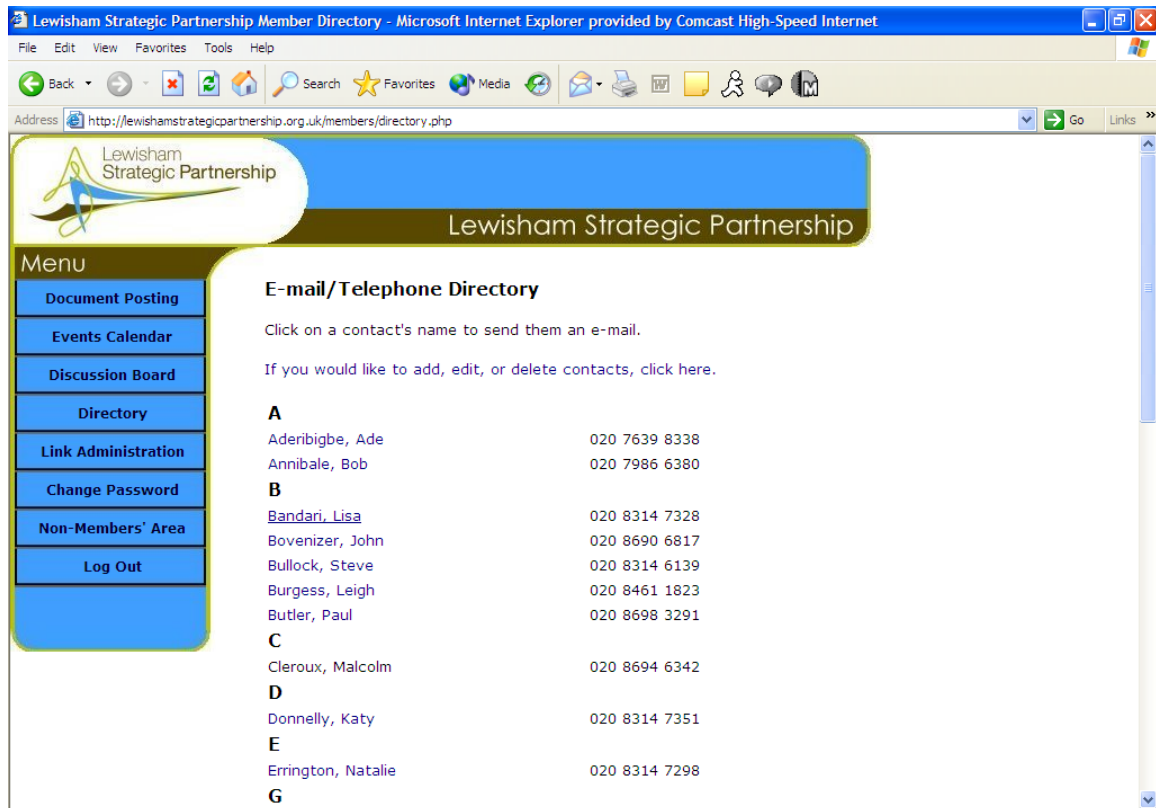 Lewisham Strategic Partnership Member Directory - Microsoft Internet Explorer provided by Comcast High-Speed Internet
File Edit View Favorites Tools Help
Back Search Favorites Media
Address http://lewishamstrategicpartnership.org.uk/members/directory.php Go Links »
Lewisham
Strategic Partnership
Lewisham Strategic Partnership
Menu
Document Posting
Events Calendar
Discussion Board
Directory
Link Administration
Change Password
Non-Members' Area
Log Out
E-mail/Telephone Directory
Click on a contact's name to send them an e-mail.
If you would like to add, edit, or delete contacts, click here.
A
Aderibigbe, Ade 020 7639 8338
Annibale, Bob 020 7986 6380
B
Bandari, Lisa 020 8314 7328
Bovenizer, John 020 8690 6817
Bullock, Steve 020 8314 6139
Burgess, Leigh 020 8461 1823
Butler, Paul 020 8698 3291
C
Cleroux, Malcolm 020 8694 6342
D
Donnelly, Katy 020 8314 7351
E
Errington, Natalie 020 8314 7298
G